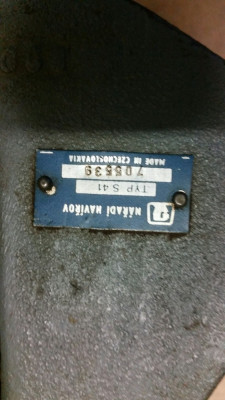 NÁŘADÍ HAVÍŘOV
TYP S 41
705539
MADE IN CZECHOSLOVAKIA